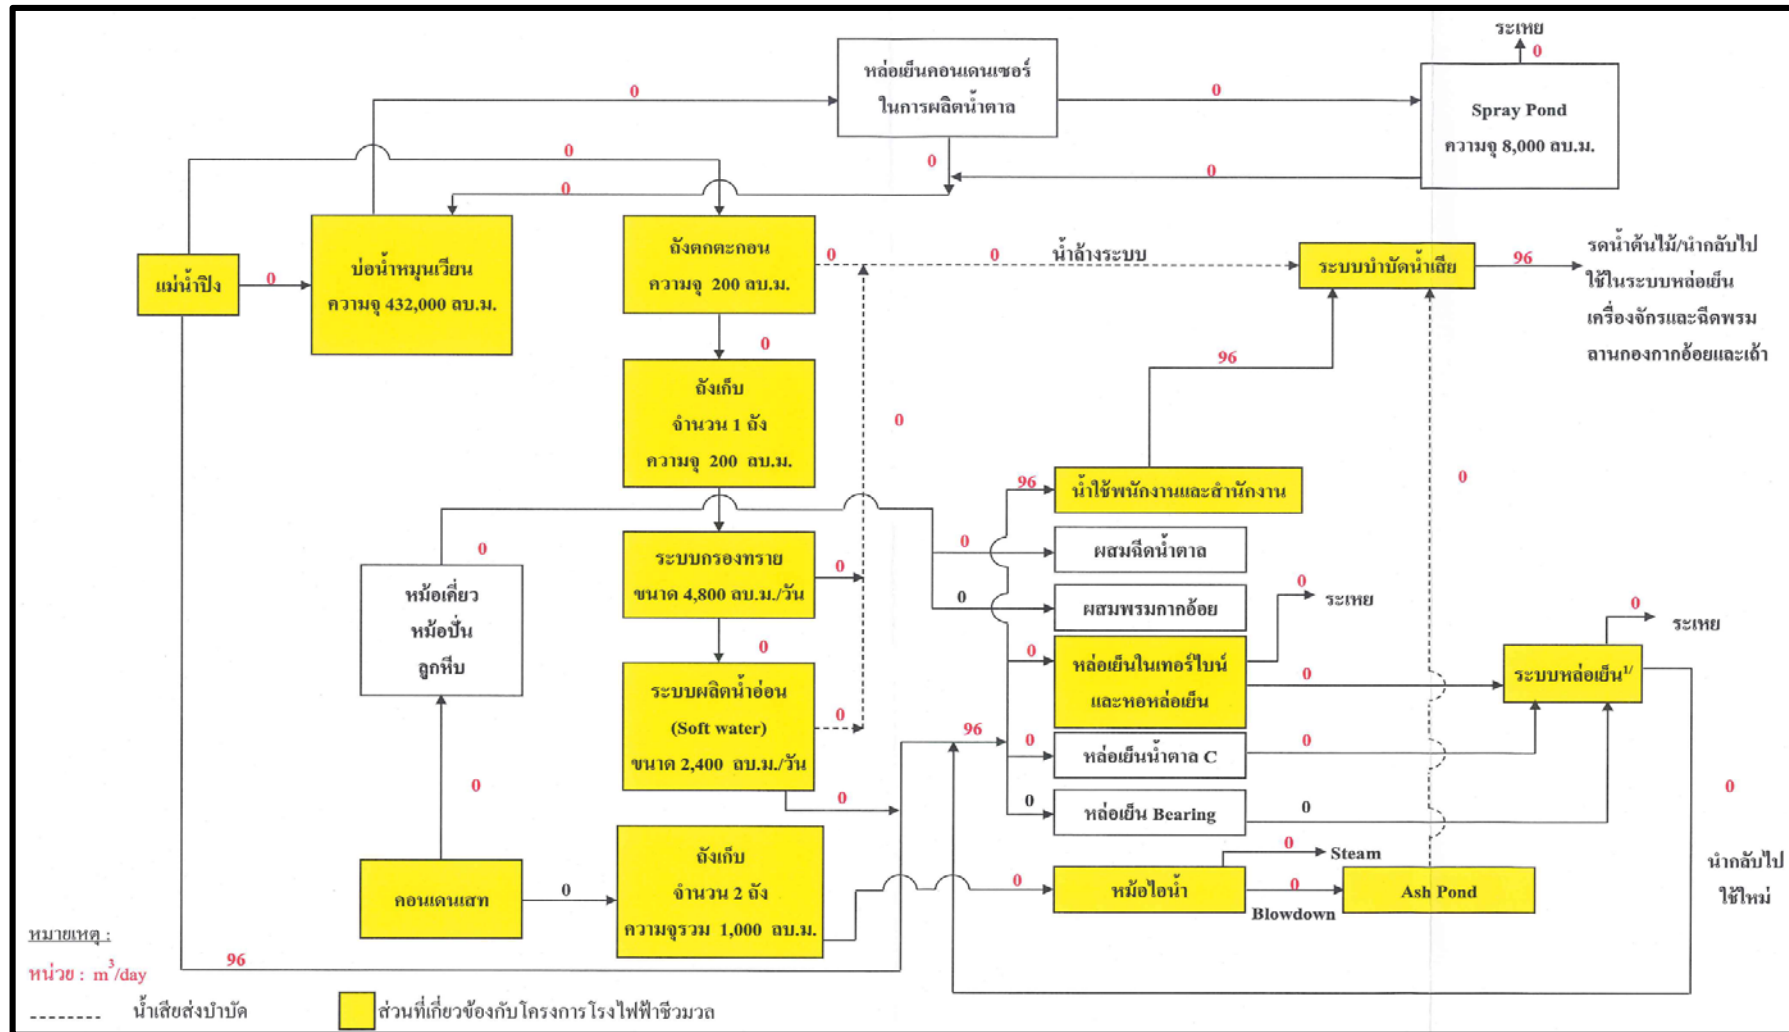 ระเหย
0
หล่อเย็นคอนเดนเซอร์
ในการผลิตน้ำตาล
0
0
Spray Pond
ความจุ 8,000 ลบ.ม.
0
0
0
0
แม่น้ำปิง
0
บ่อน้ำหมุนเวียน
ความจุ 432,000 ลบ.ม.
ถังตกตะกอน
ความจุ 200 ลบ.ม.
0
0
น้ำล้างระบบ
ระบบบำบัดน้ำเสีย
96
รดน้ำต้นไม้/นำกลับไป
ใช้ในระบบหล่อเย็น
เครื่องจักรและฉีดพรม
ลานกองกากอ้อยและเถ้า
0
96
ถังเก็บ
จำนวน 1 ถัง
ความจุ 200 ลบ.ม.
0
0
96
น้ำใช้พนักงานและสำนักงาน
0
ระบบกรองทราย
ขนาด 4,800 ลบ.ม./วัน
0
0
ผสมฉีดน้ำตาล
0
ผสมพรมกากอ้อย
0
ระเหย
หม้อเคี่ยว
หม้อปั่น
ลูกหีบ
0
0
หล่อเย็นในเทอร์ไบน์
และหอหล่อเย็น
0
0
ระเหย
ระบบหล่อเย็น1/
ระบบผลิตน้ำอ่อน
(Soft water)
ขนาด 2,400 ลบ.ม./วัน
0
96
0
หล่อเย็นน้ำตาล C
0
0
0
0
0
หล่อเย็น Bearing
0
ถังเก็บ
จำนวน 2 ถัง
ความจุรวม 1,000 ลบ.ม.
คอนเดนเสท
0
0
หม้อไอน้ำ
0
Steam
0
Blowdown
Ash Pond
นำกลับไป
ใช้ใหม่
96
หมายเหตุ :
หน่วย : m3/day
-------- น้ำเสียส่งบำบัด
ส่วนที่เกี่ยวข้องกับโครงการโรงไฟฟ้าชีวมวล